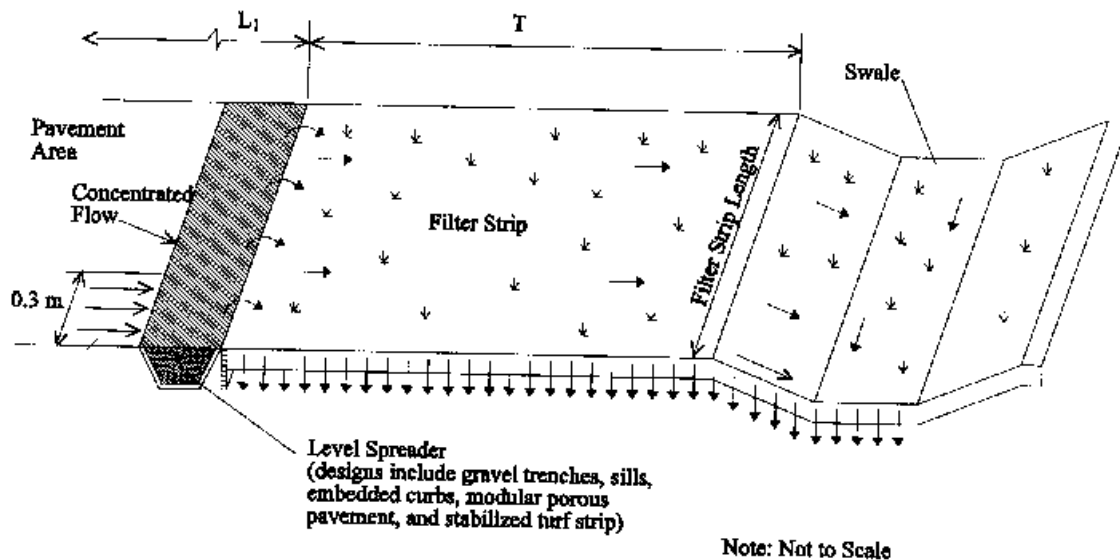 L1
T
Swale
Pavement
Area
Concentrated
Flow
Filter Strip
Filter Strip Length
0.3 m
Level Spreader
(designs include gravel trenches, sills,
embedded curbs, modular porous
pavement, and stabilized turf strip)
Note: Not to Scale